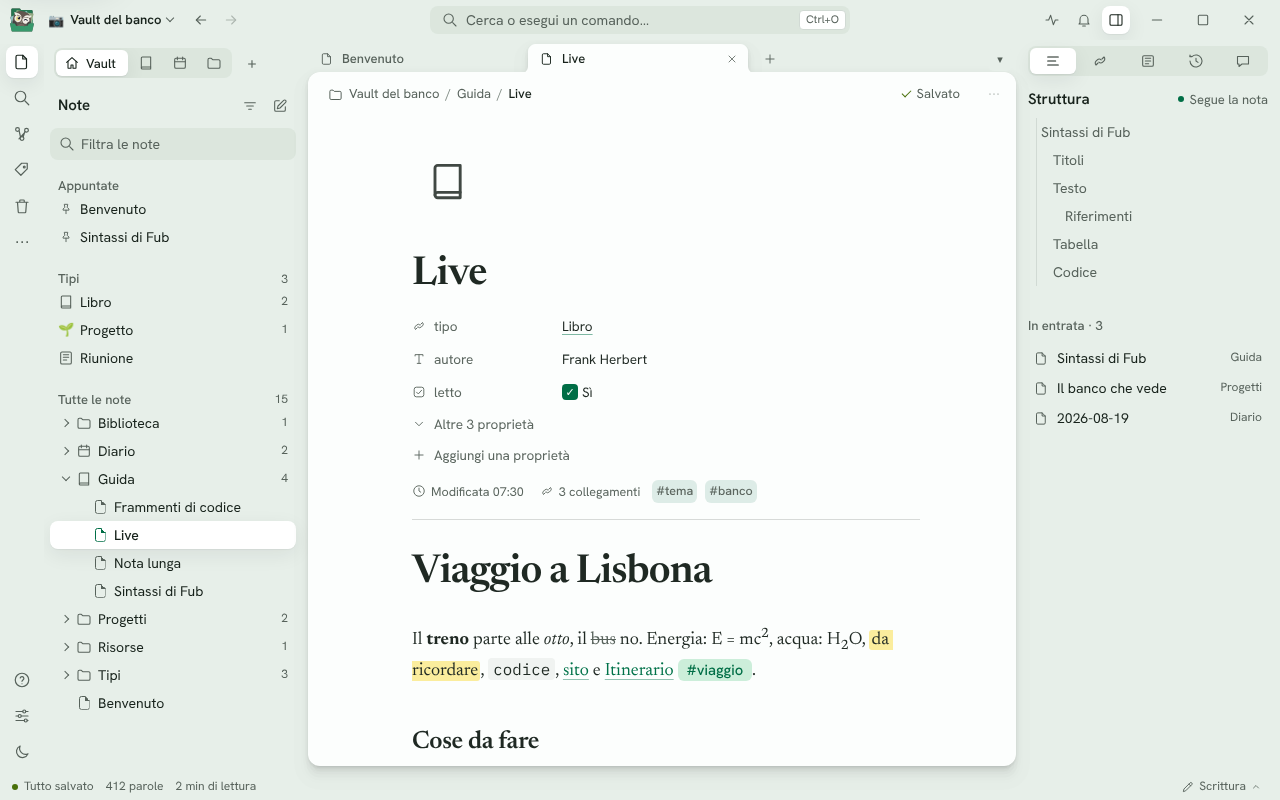 Vault del banco
Cerca o esegui un comando…
Ctrl+O
Vault
Note
Filtra le note
Appuntate
Benvenuto
Sintassi di Fub
Tipi 3
Libro 2
Progetto 1
Riunione
Tutte le note 15
Biblioteca 1
Diario 2
Guida 4
Frammenti di codice
Live
Nota lunga
Sintassi di Fub
Progetti 2
Risorse 1
Tipi 3
Benvenuto
Benvenuto
Live
Vault del banco / Guida / Live
Salvato
Live
tipo Libro
autore Frank Herbert
letto Sì
Altre 3 proprietà
Aggiungi una proprietà
Modificata 07:30 3 collegamenti #tema #banco
Viaggio a Lisbona
Il treno parte alle otto, il bus no. Energia: E = mc², acqua: H₂O, da
ricordare, codice, sito e Itinerario #viaggio.
Cose da fare
Struttura
Segue la nota
Sintassi di Fub
Titoli
Testo
Riferimenti
Tabella
Codice
In entrata · 3
Sintassi di Fub Guida
Il banco che vede Progetti
2026-08-19 Diario
Tutto salvato 412 parole 2 min di lettura
Scrittura